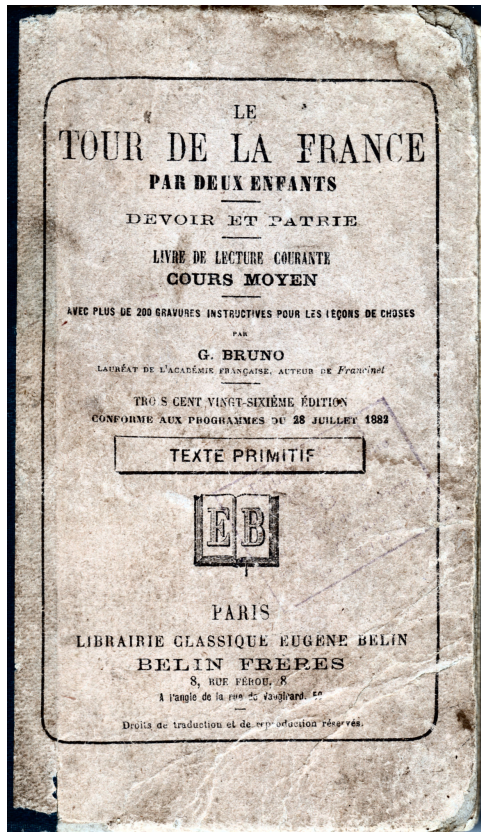 LE
TOUR DE LA FRANCE
PAR DEUX ENFANTS
DEVOIR ET PATRIE
LIVRE DE LECTURE COURANTE
COURS MOYEN
AVEC PLUS DE 200 GRAVURES INSTRUCTIVES POUR LES LEÇONS DE CHOSES
PAR
G. BRUNO
LAURÉAT DE L'ACADÉMIE FRANÇAISE, AUTEUR DE Francinet
TROIS CENT VINGT-SIXIÈME ÉDITION
CONFORME AUX PROGRAMMES DU 28 JUILLET 1882
TEXTE PRIMITIF
EB
PARIS
LIBRAIRIE CLASSIQUE EUGÈNE BELIN
BELIN FRERES
8, RUE FÉROU, 8
A l'angle de la rue de Vaugirard,
Droits de traduction et de reproduction réservés.